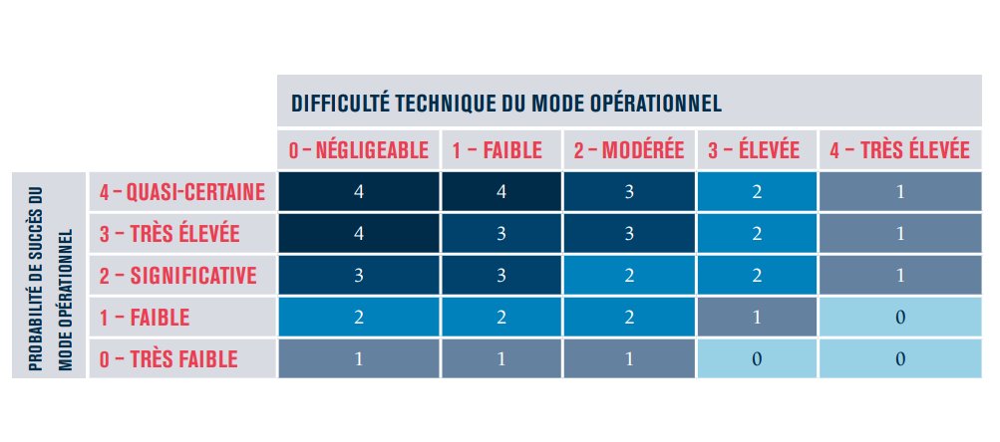 DIFFICULTÉ TECHNIQUE DU MODE OPÉRATIONNEL
0 – NÉGLIGEABLE 1 – FAIBLE 2 – MODÉRÉE 3 – ÉLEVÉE 4 – TRÈS ÉLEVÉE
PROBABILITÉ DE SUCCÈS DU
MODE OPÉRATIONNEL
4 – QUASI-CERTAINE 4 4 3 2 1
3 – TRÈS ÉLEVÉE 4 3 3 2 1
2 – SIGNIFICATIVE 3 3 2 2 1
1 – FAIBLE 2 2 2 1 0
0 – TRÈS FAIBLE 1 1 1 0 0